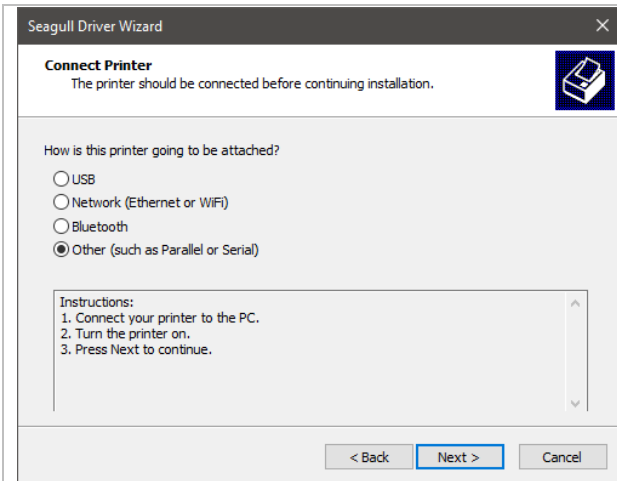 Seagull Driver Wizard
Connect Printer
The printer should be connected before continuing installation.
How is this printer going to be attached?
USB
Network (Ethernet or WiFi)
Bluetooth
Other (such as Parallel or Serial)
Instructions:
1. Connect your printer to the PC.
2. Turn the printer on.
3. Press Next to continue.
< Back
Next >
Cancel